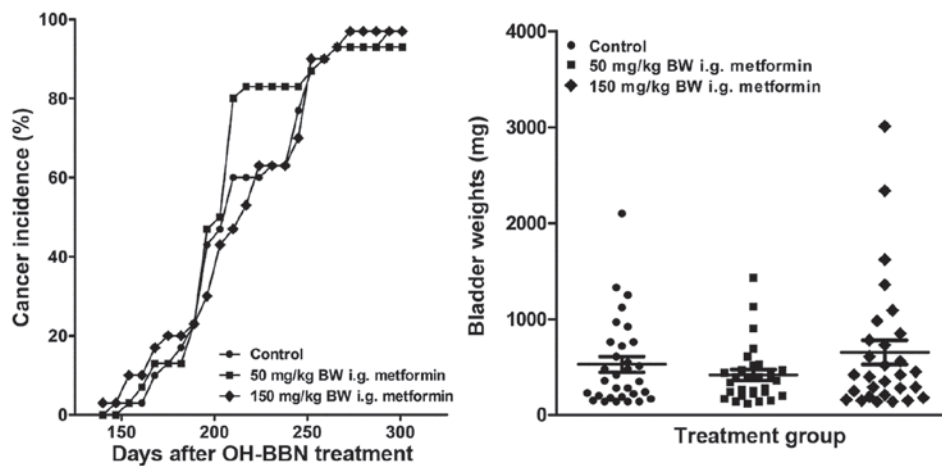 Cancer incidence (%)
100
80
60
40
20
0
150
200
250
300
Days after OH-BBN treatment
Control
50 mg/kg BW i.g. metformin
150 mg/kg BW i.g. metformin
Bladder weights (mg)
4000
3000
2000
1000
0
Control
50 mg/kg BW i.g. metformin
150 mg/kg BW i.g. metformin
Treatment group